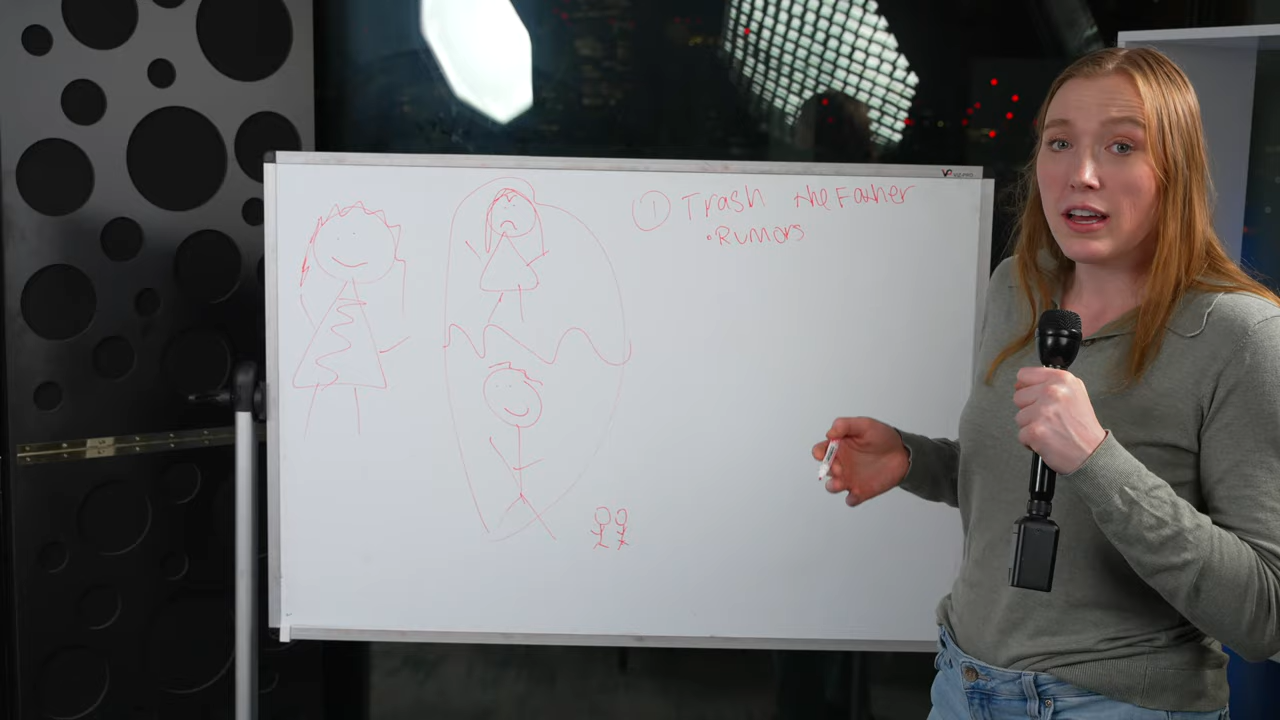 ① Trash the Father
• Rumors